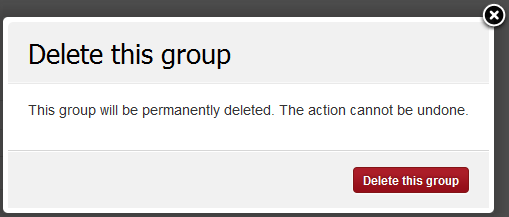 Delete this group
This group will be permanently deleted. The action cannot be undone.
Delete this group